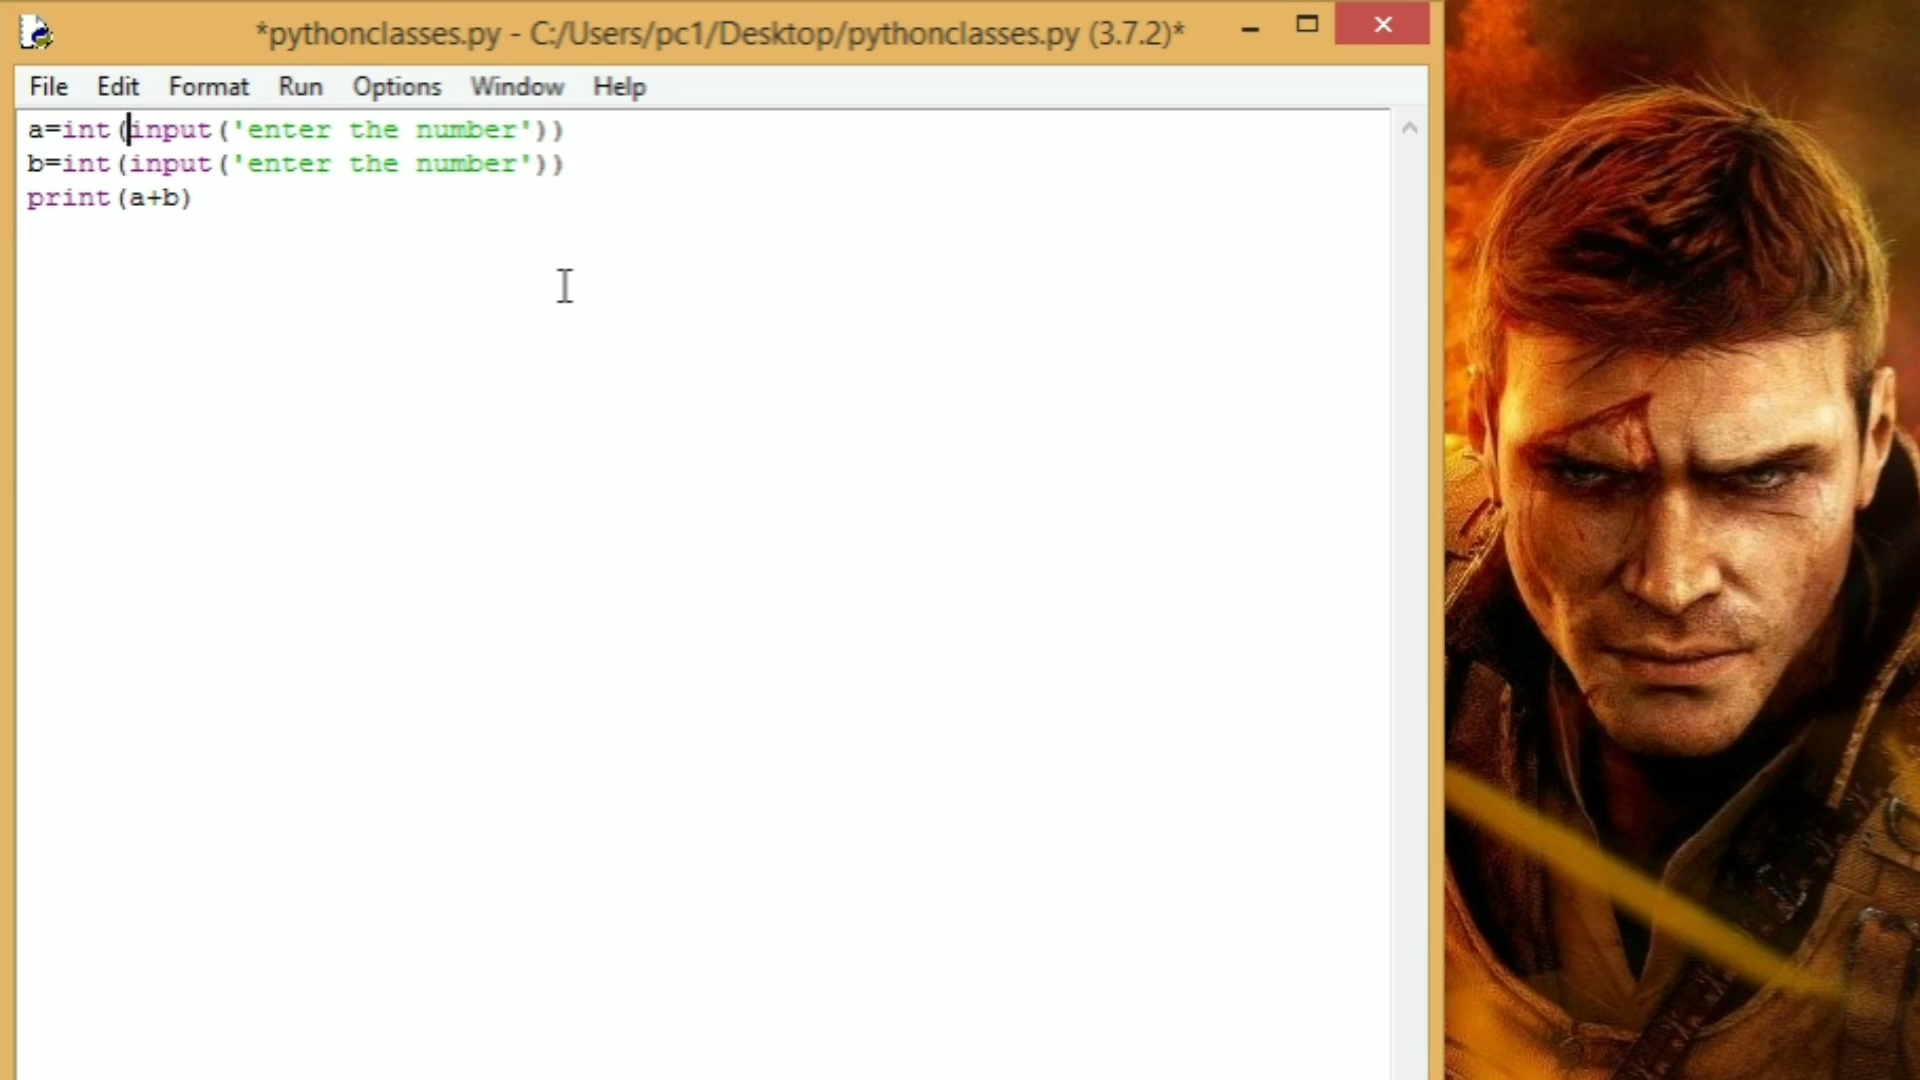 *pythonclasses.py - C:/Users/pc1/Desktop/pythonclasses.py (3.7.2)*
File Edit Format Run Options Window Help
a=int(input('enter the number'))
b=int(input('enter the number'))
print(a+b)